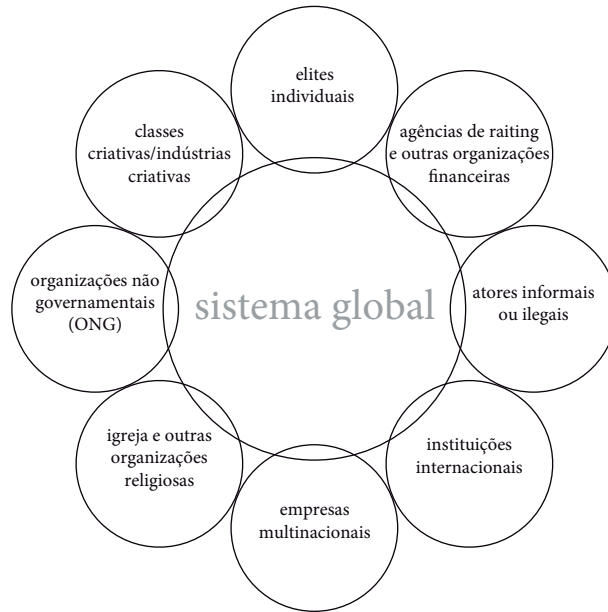 elites
individuais
classes
criativas/indústrias
criativas
agências de raiting
e outras organizações
financeiras
organizações não
governamentais
(ONG)
sistema global
atores informais
ou ilegais
igreja e outras
organizações
religiosas
instituições
internacionais
empresas
multinacionais